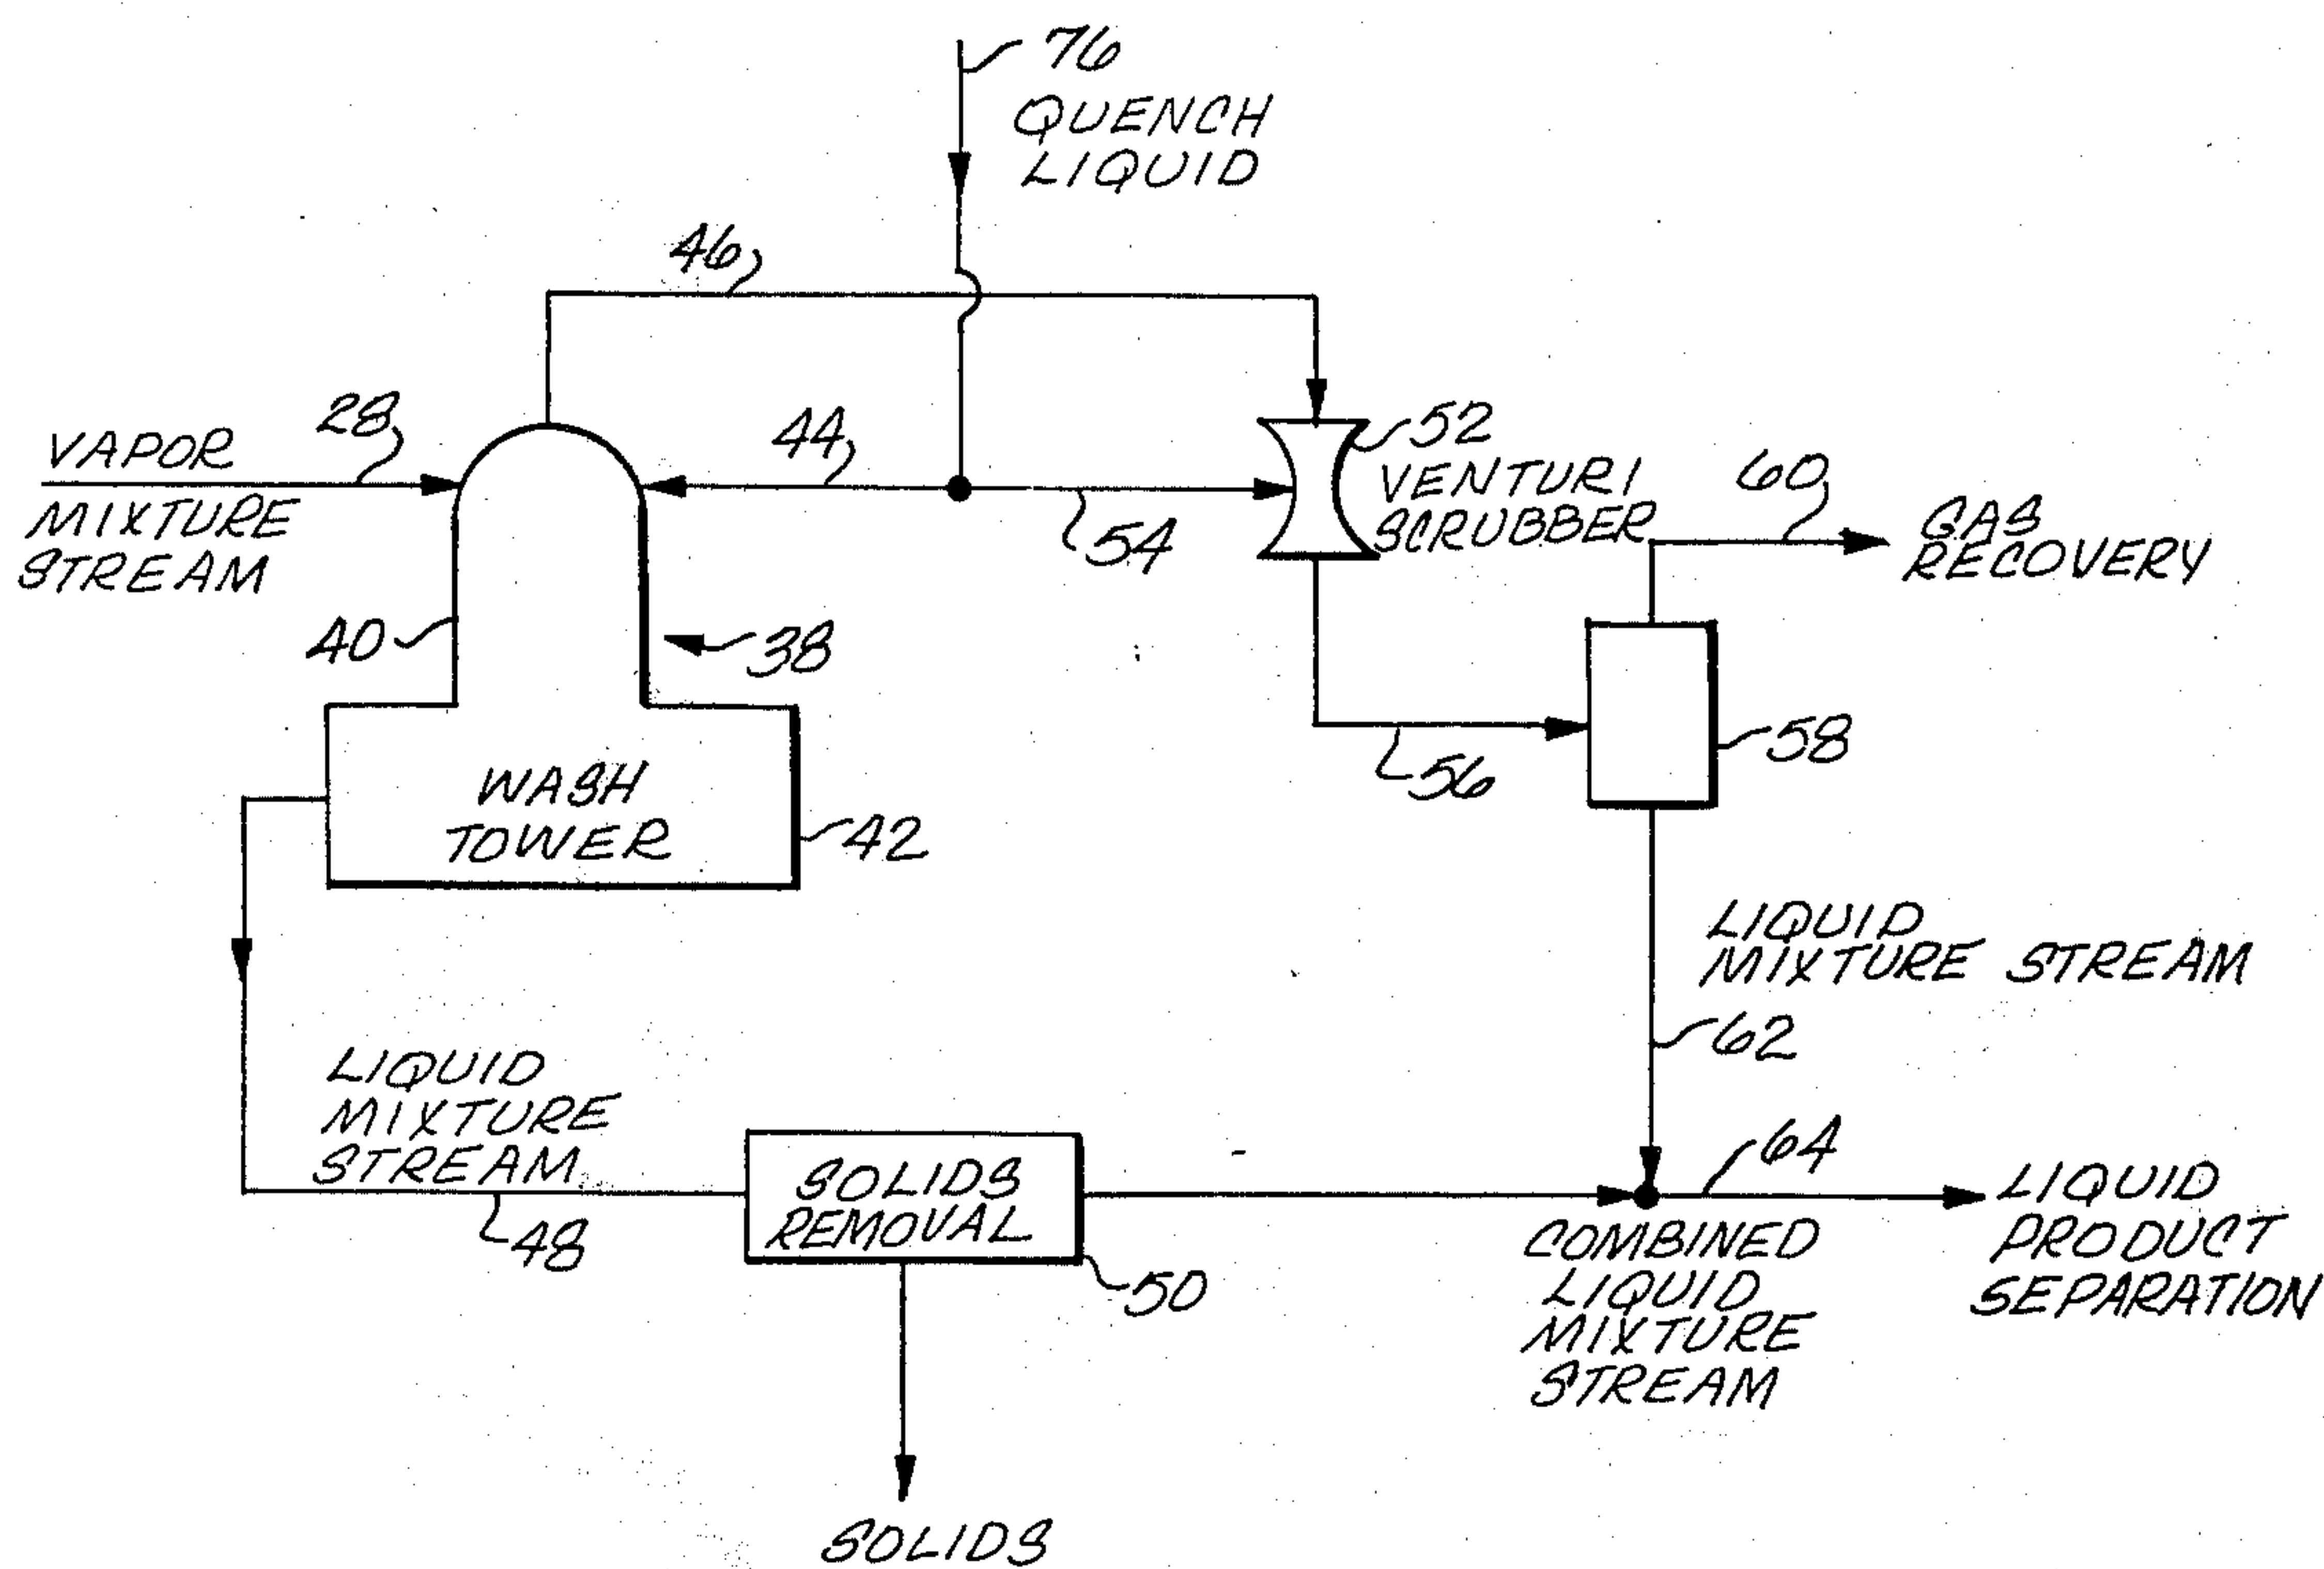 76
QUENCH
LIQUID
46
28
VAPOR
MIXTURE
STREAM
44
54
52
VENTURI
SCRUBBER
60
GAS
RECOVERY
40
38
58
56
WASH
TOWER
42
LIQUID
MIXTURE STREAM
62
LIQUID
MIXTURE
STREAM
48
SOLIDS
REMOVAL
50
64
LIQUID
PRODUCT
SEPARATION
COMBINED
LIQUID
MIXTURE
STREAM
SOLIDS